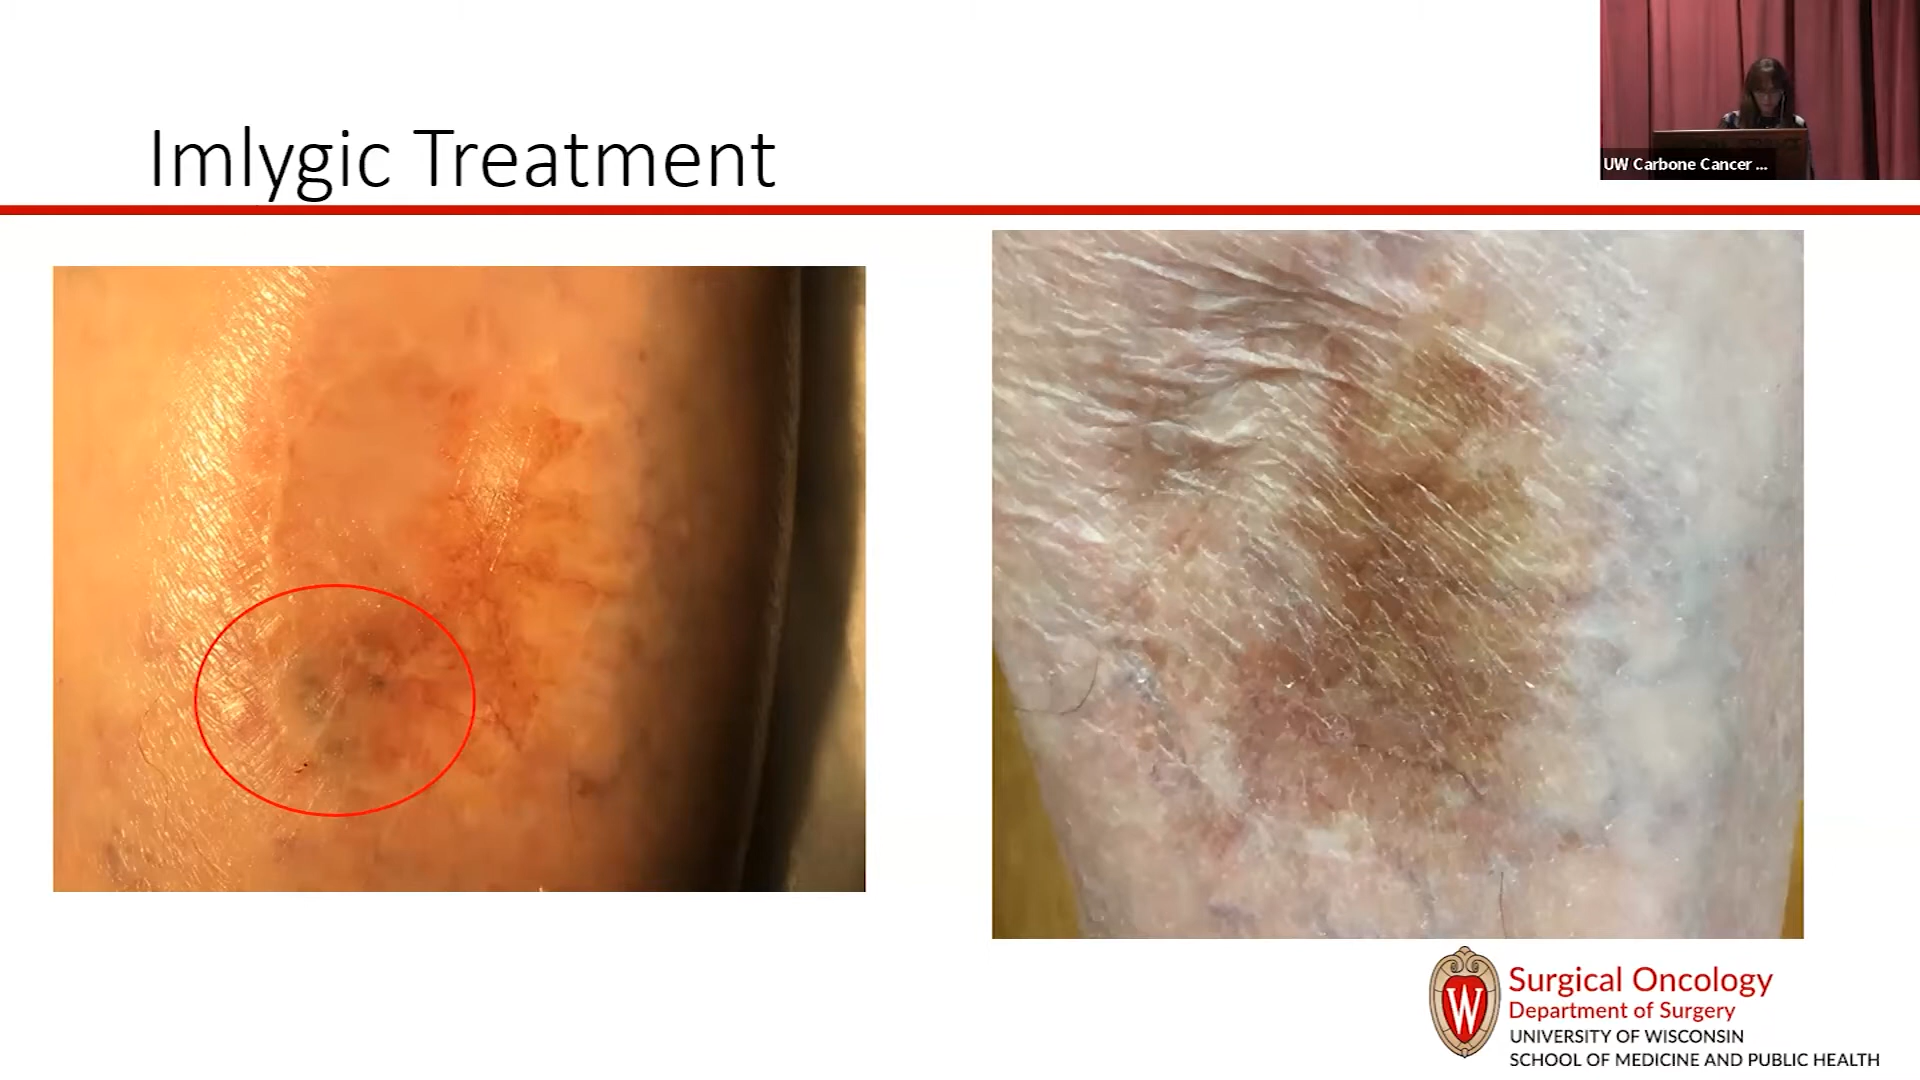 Imlygic Treatment
UW Carbone Cancer ...
W
Surgical Oncology
Department of Surgery
UNIVERSITY OF WISCONSIN
SCHOOL OF MEDICINE AND PUBLIC HEALTH